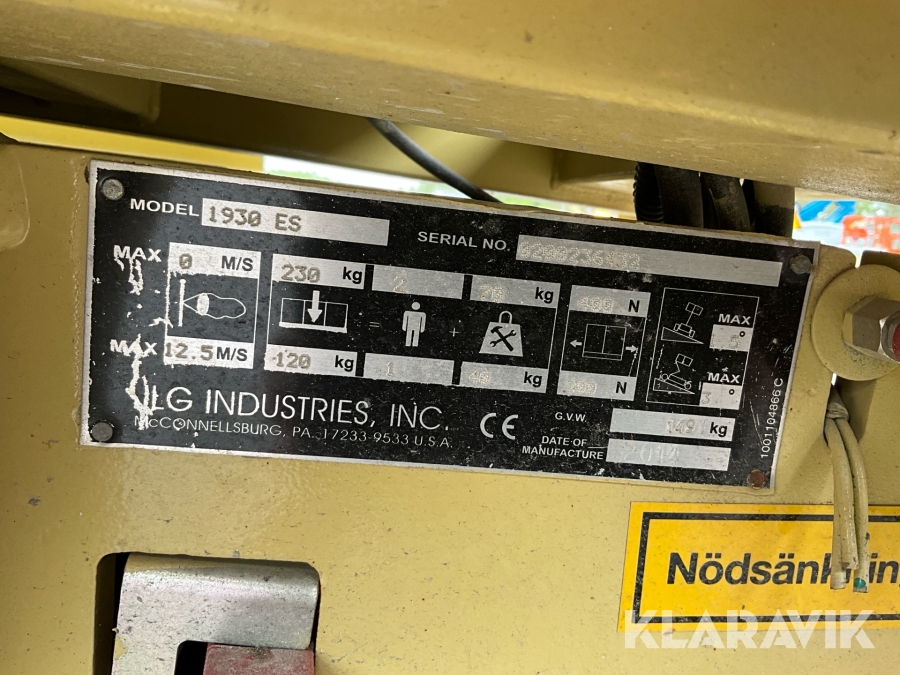 MODEL 1930 ES
SERIAL NO.
MAX 0 M/S 230 kg 2 kg N MAX °
MAX 12.5 M/S 120 kg 1 kg N MAX 3 °
LG INDUSTRIES, INC.
McCONNELLSBURG, PA. 17233-9533 U.S.A.
CE
G.V.W. kg
DATE OF MANUFACTURE
1001104866 C
KLARAVIK